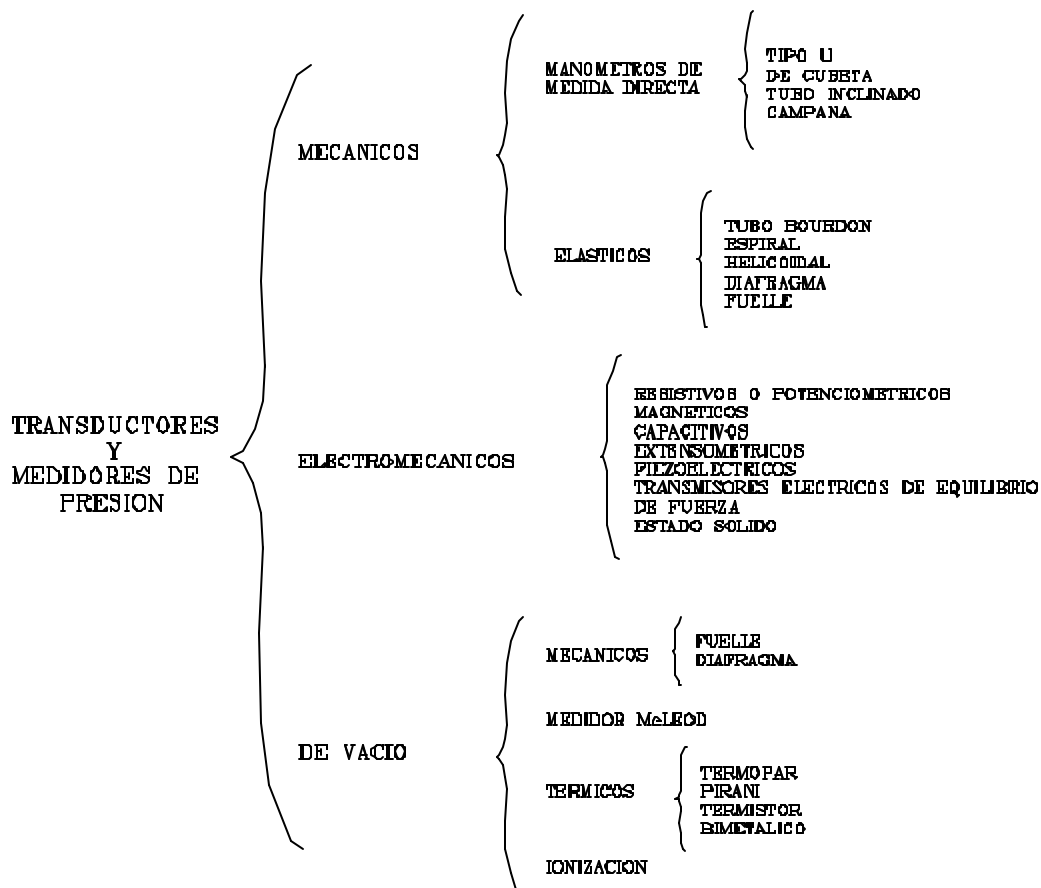 TRANSDUCTORES
Y
MEDIDORES DE
PRESION
MECANICOS
MANOMETROS DE
MEDIDA DIRECTA
TIPO U
DE CUBETA
TUBO INCLINADO
CAMPANA
ELASTICOS
TUBO BOURDON
ESPIRAL
HELICOIDAL
DIAFRAGMA
FUELLE
ELECTROMECANICOS
RESISTIVOS O POTENCIOMETRICOS
MAGNETICOS
CAPACITIVOS
EXTENSOMETRICOS
PIEZOELECTRICOS
TRANSMISORES ELECTRICOS DE EQUILIBRIO
DE FUERZA
ESTADO SOLIDO
DE VACIO
MECANICOS
FUELLE
DIAFRAGMA
MEDIDOR McLEOD
TERMICOS
TERMOPAR
PIRANI
TERMISTOR
BIMETALICO
IONIZACION